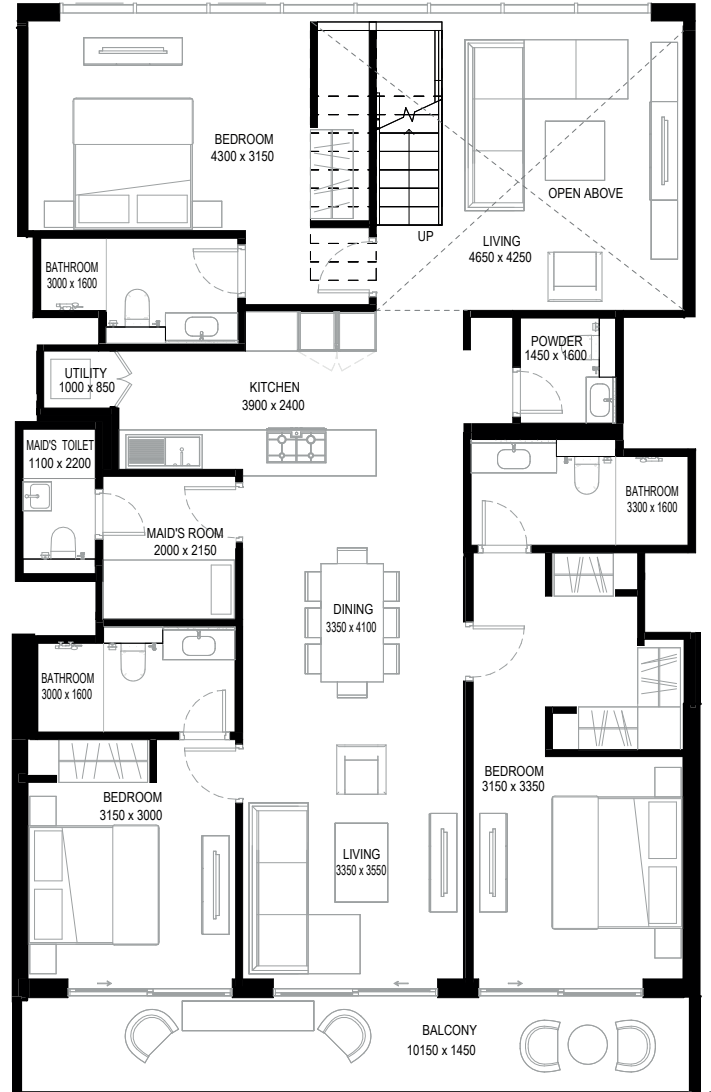 BEDROOM
4300 x 3150
OPEN ABOVE
UP
LIVING
4650 x 4250
BATHROOM
3000 x 1600
POWDER
1450 x 1600
UTILITY
1000 x 850
KITCHEN
3900 x 2400
MAID'S TOILET
1100 x 2200
BATHROOM
3300 x 1600
MAID'S ROOM
2000 x 2150
DINING
3350 x 4100
BATHROOM
3000 x 1600
BEDROOM
3150 x 3350
BEDROOM
3150 x 3000
LIVING
3350 x 3550
BALCONY
10150 x 1450